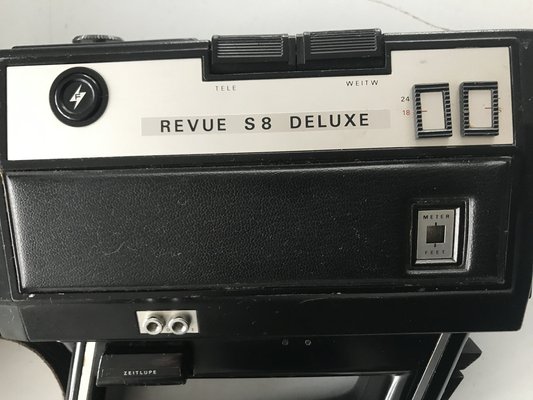 TELE WEITW
24
18
REVUE S8 DELUXE
METER
FEET
ZEITLUPE